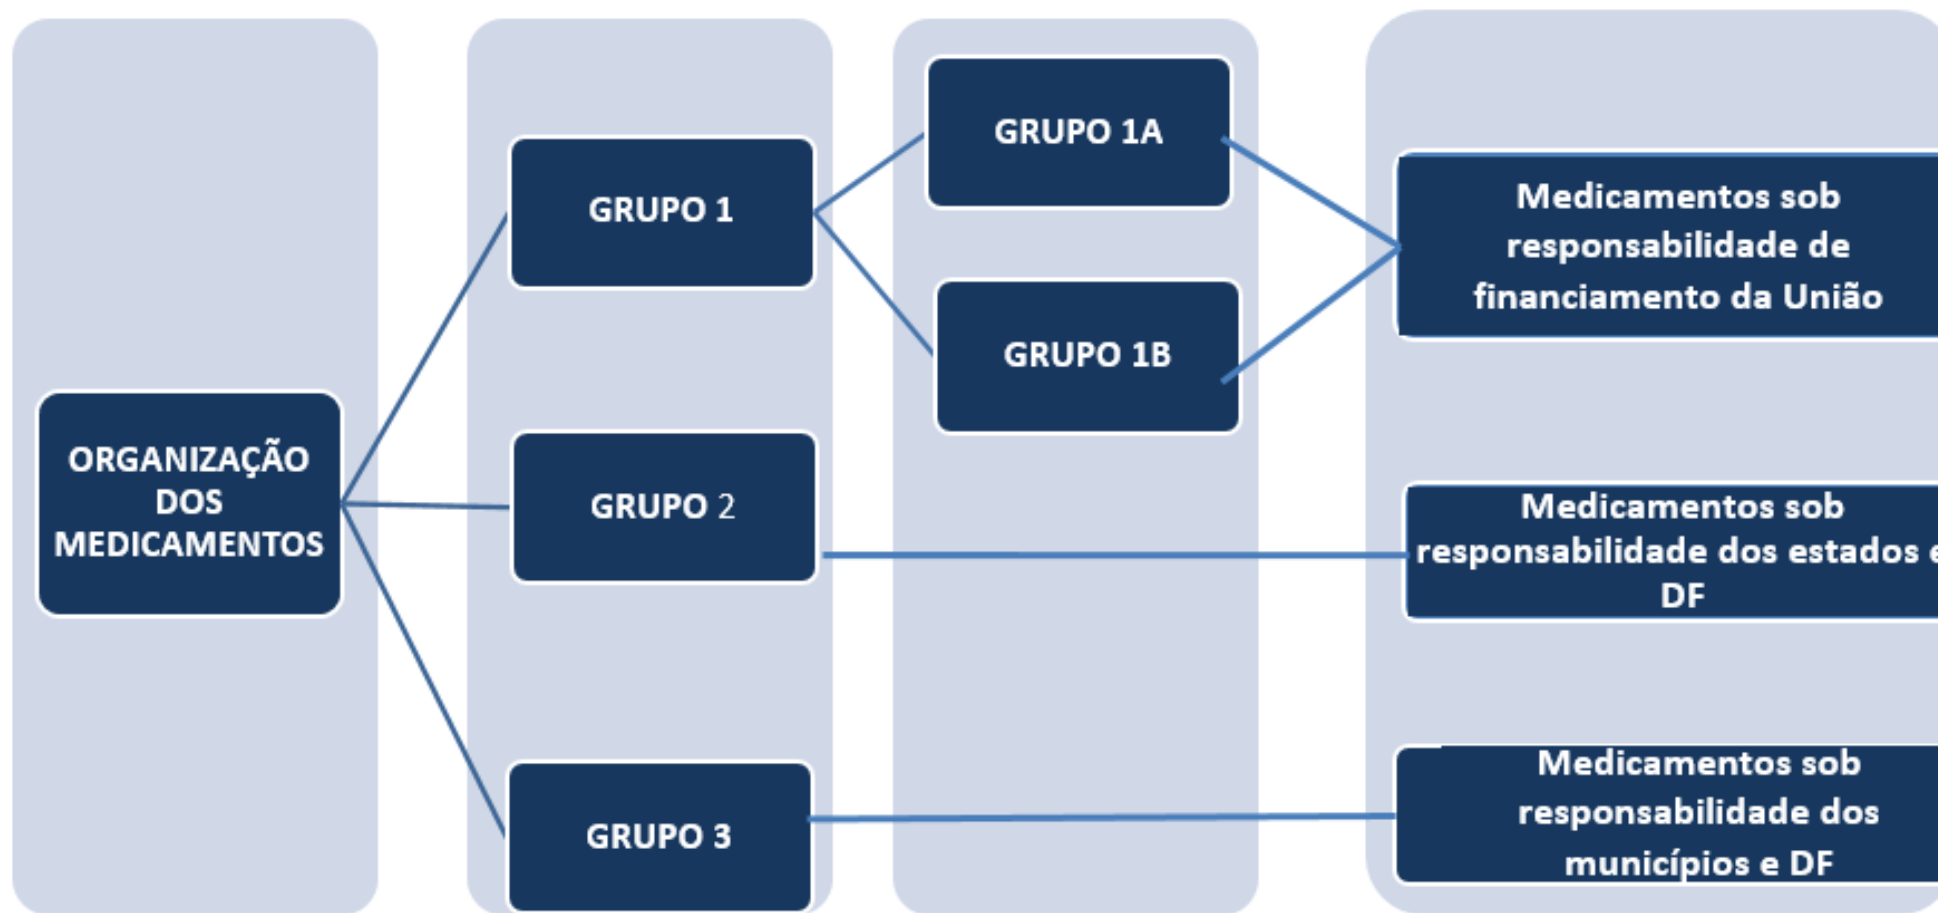 ORGANIZAÇÃO
DOS
MEDICAMENTOS
GRUPO 1
GRUPO 2
GRUPO 3
GRUPO 1A
GRUPO 1B
Medicamentos sob
responsabilidade de
financiamento da União
Medicamentos sob
responsabilidade dos estados e
DF
Medicamentos sob
responsabilidade dos
municípios e DF